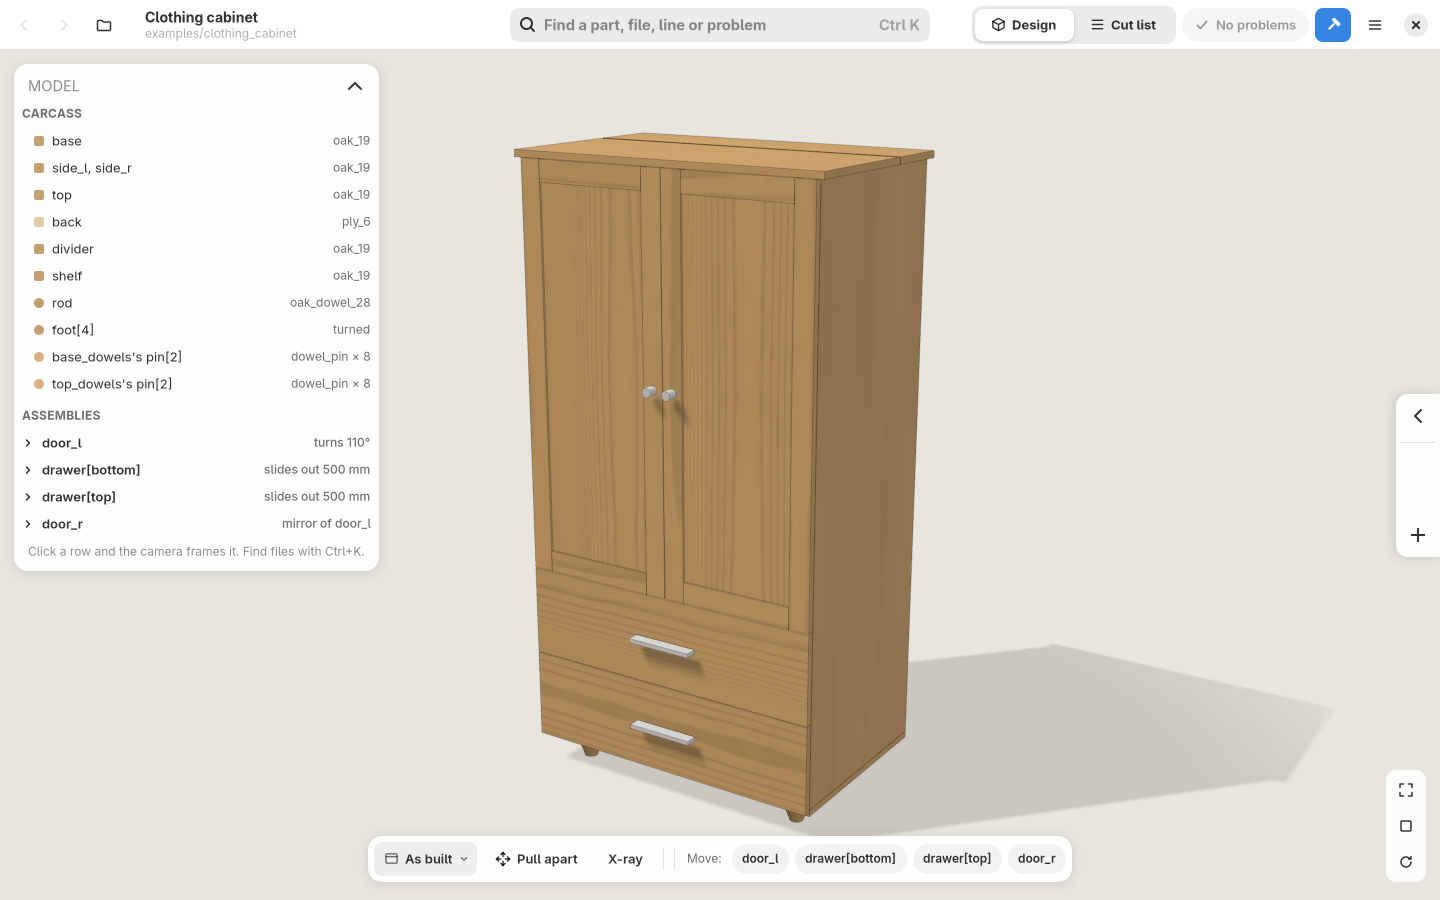 Clothing cabinet
examples/clothing_cabinet
Find a part, file, line or problem Ctrl K
Design
Cut list
No problems
MODEL
CARCASS
base oak_19
side_l, side_r oak_19
top oak_19
back ply_6
divider oak_19
shelf oak_19
rod oak_dowel_28
foot[4] turned
base_dowels's pin[2] dowel_pin × 8
top_dowels's pin[2] dowel_pin × 8
ASSEMBLIES
door_l turns 110°
drawer[bottom] slides out 500 mm
drawer[top] slides out 500 mm
door_r mirror of door_l
Click a row and the camera frames it. Find files with Ctrl+K.
As built
Pull apart
X-ray
Move:
door_l
drawer[bottom]
drawer[top]
door_r